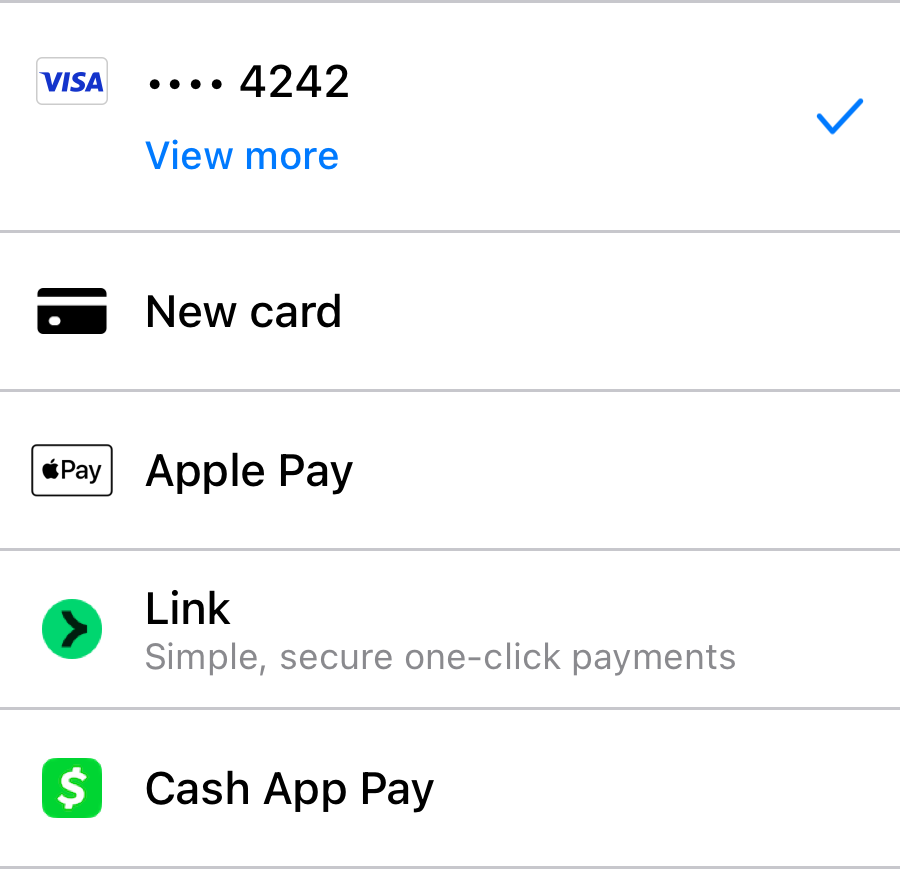 VISA •••• 4242
View more
New card
Pay Apple Pay
Link
Simple, secure one-click payments
$ Cash App Pay